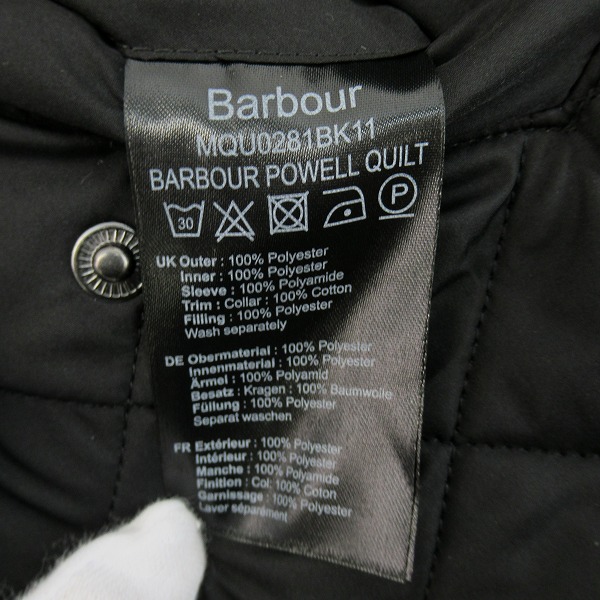 Barbour
MQU0281BK11
BARBOUR POWELL QUILT
30 P
UK Outer : 100% Polyester
Inner : 100% Polyester
Sleeve : 100% Polyamide
Trim : Collar : 100% Cotton
Filling : 100% Polyester
Wash separately
DE Obermaterial : 100% Polyester
Innenmaterial : 100% Polyester
Ärmel : 100% Polyamid
Besatz : Kragen : 100% Baumwolle
Füllung : 100% Polyester
Separat waschen
FR Extérieur : 100% Polyester
Intérieur : 100% Polyester
Manche : 100% Polyamide
Finition : Col: 100% Coton
Garnissage : 100% Polyester
Laver séparément